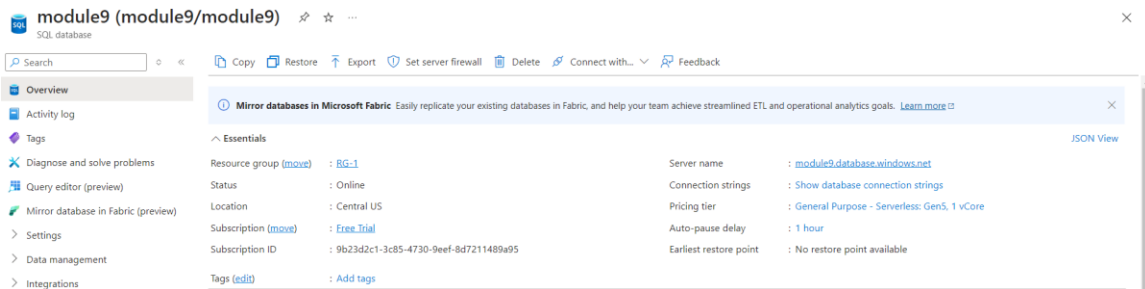 module9 (module9/module9)
SQL database
Search
Copy Restore Export Set server firewall Delete Connect with... Feedback
Overview
Activity log
Tags
Diagnose and solve problems
Query editor (preview)
Mirror database in Fabric (preview)
Settings
Data management
Integrations
Mirror databases in Microsoft Fabric Easily replicate your existing databases in Fabric, and help your team achieve streamlined ETL and operational analytics goals. Learn more
Essentials
JSON View
Resource group (move) : RG-1
Status : Online
Location : Central US
Subscription (move) : Free Trial
Subscription ID : 9b23d2c1-3c85-4730-9eef-8d7211489a95
Tags (edit) : Add tags
Server name : module9.database.windows.net
Connection strings : Show database connection strings
Pricing tier : General Purpose - Serverless: Gen5, 1 vCore
Auto-pause delay : 1 hour
Earliest restore point : No restore point available